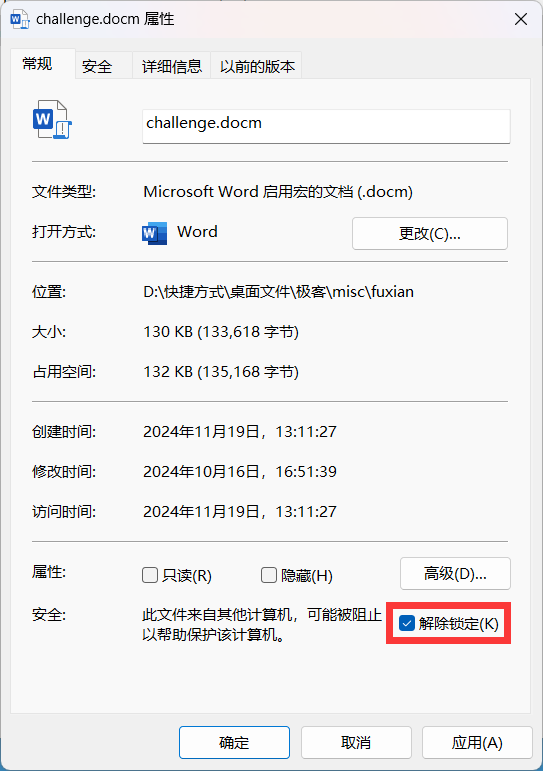 challenge.docm 属性
常规 安全 详细信息 以前的版本
challenge.docm
文件类型: Microsoft Word 启用宏的文档 (.docm)
打开方式: Word 更改(C)...
位置: D:\快捷方式\桌面文件\极客\misc\fuxian
大小: 130 KB (133,618 字节)
占用空间: 132 KB (135,168 字节)
创建时间: 2024年11月19日，13:11:27
修改时间: 2024年10月16日，16:51:39
访问时间: 2024年11月19日，13:11:27
属性: 只读(R) 隐藏(H) 高级(D)...
安全: 此文件来自其他计算机，可能被阻止
以帮助保护该计算机。 解除锁定(K)
确定 取消 应用(A)